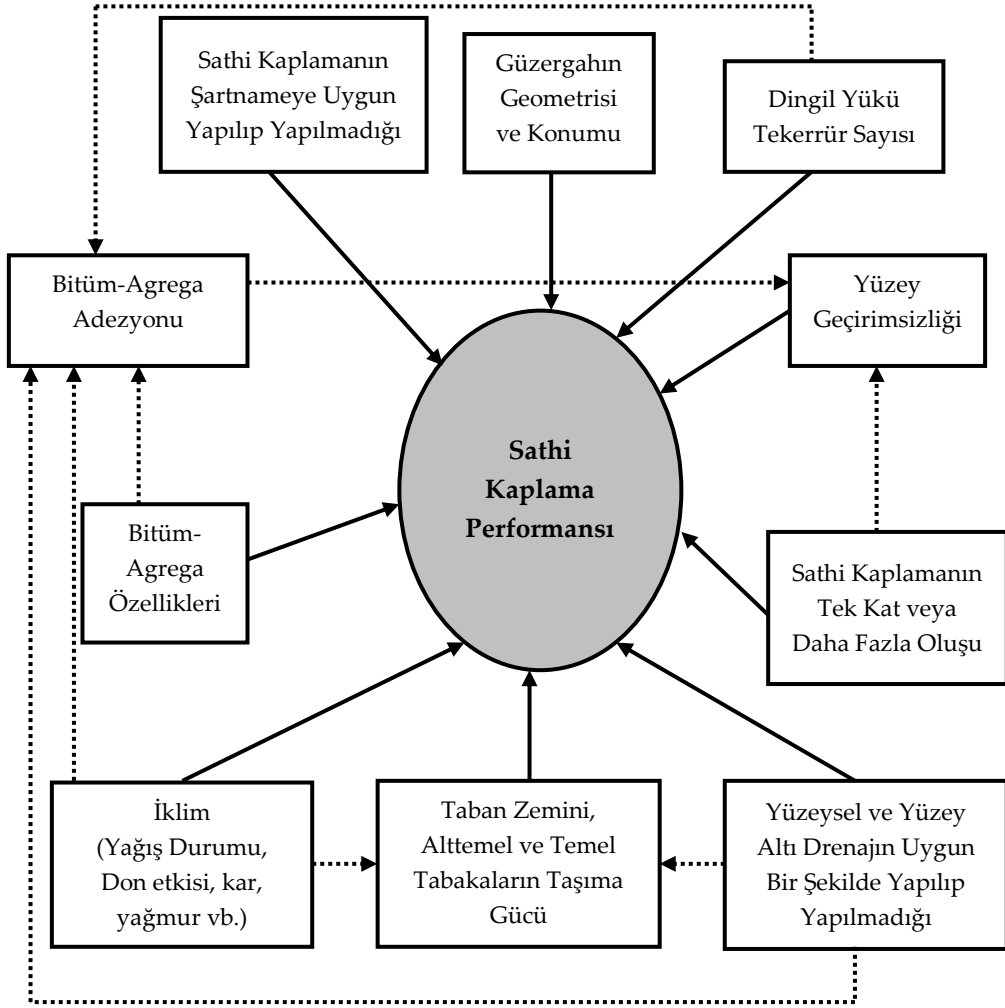 Sathi Kaplamanın
Şartnameye Uygun
Yapılıp Yapılmadığı
Güzergahın
Geometrisi
ve Konumu
Dingil Yükü
Tekerrür Sayısı
Bitüm-Agrega
Adezyonu
Yüzey
Geçirimsizliği
Sathi
Kaplama
Performansı
Bitüm-
Agrega
Özellikleri
Sathi Kaplamanın
Tek Kat veya
Daha Fazla Oluşu
İklim
(Yağış Durumu,
Don etkisi, kar,
yağmur vb.)
Taban Zemini,
Alttemel ve Temel
Tabakaların Taşıma
Gücü
Yüzeysel ve Yüzey
Altı Drenajın Uygun
Bir Şekilde Yapılıp
Yapılmadığı